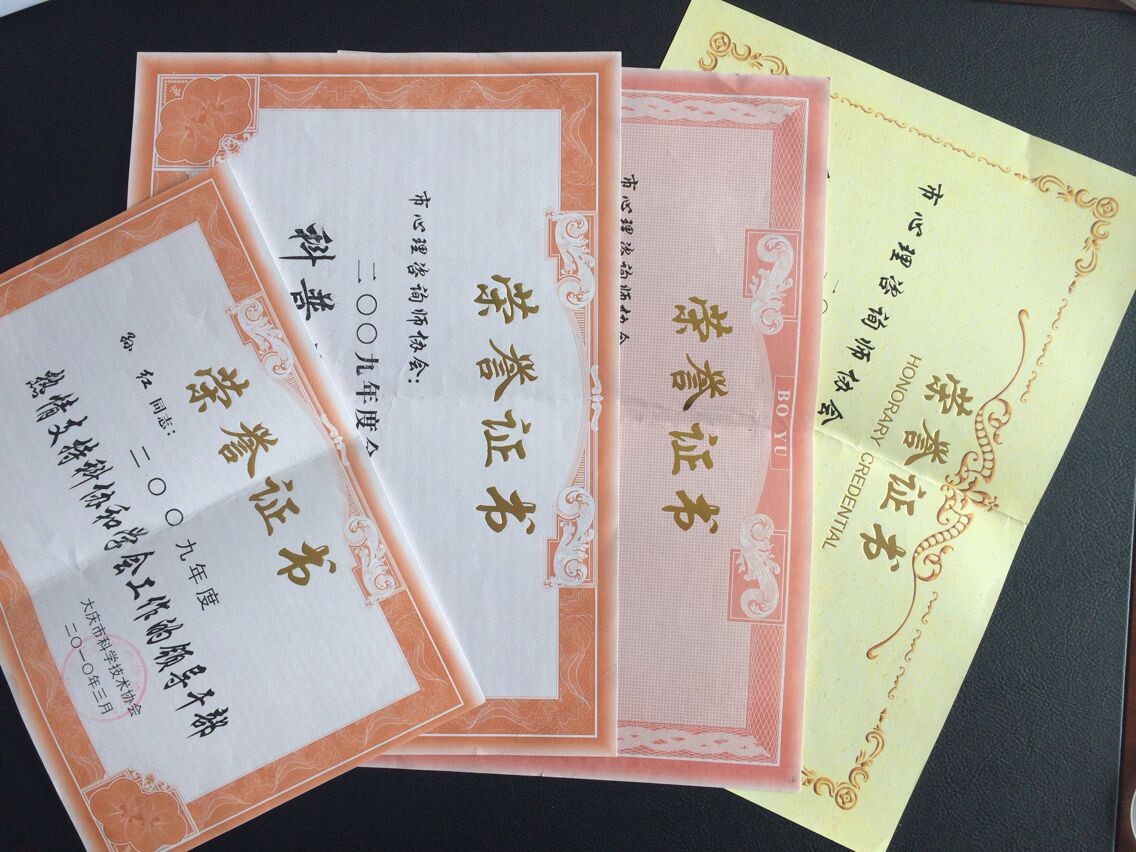 荣誉证书
孙红同志：
二〇〇九年度
热情支持科协和学会工作的领导干部
大庆市科学技术协会
二〇一〇年三月
荣誉证书
市心理咨询师协会：
二〇〇九年度
科普
BO YU
荣誉证书
市心理咨询师协会
荣誉证书
HONORARY CREDENTIAL
市心理咨询师协会